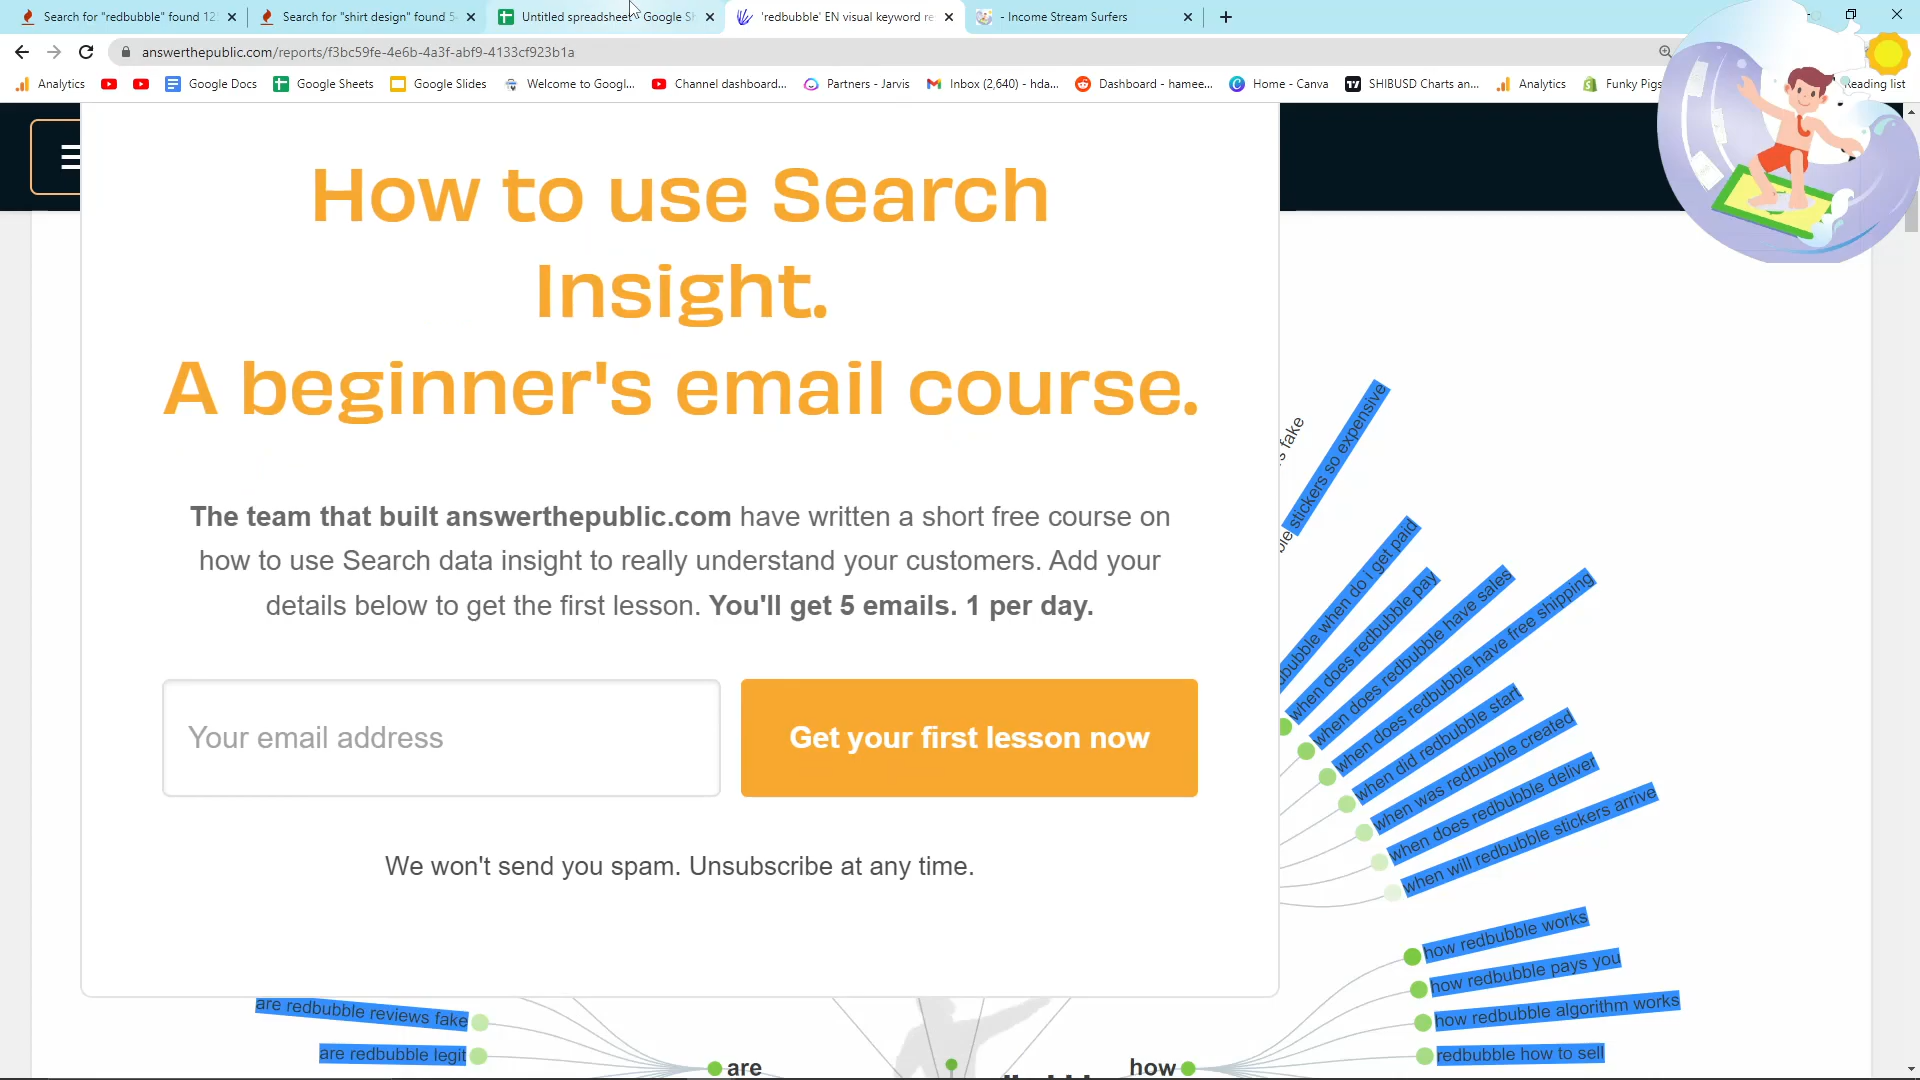 Search for "redbubble" found 12
Search for "shirt design" found 5
Untitled spreadsheet - Google Sh
'redbubble' EN visual keyword re
- Income Stream Surfers
answerthepublic.com/reports/f3bc59fe-4e6b-4a3f-abf9-4133cf923b1a
Analytics
Google Docs
Google Sheets
Google Slides
Welcome to Googl...
Channel dashboard...
Partners - Jarvis
Inbox (2,640) - hda...
Dashboard - hamee...
Home - Canva
SHIBUSD Charts an...
Analytics
Funky Pigs
Reading list
How to use Search
Insight.
A beginner's email course.
The team that built answerthepublic.com have written a short free course on
how to use Search data insight to really understand your customers. Add your
details below to get the first lesson. You'll get 5 emails. 1 per day.
Your email address
Get your first lesson now
We won't send you spam. Unsubscribe at any time.
fake
stickers so expensive
when do i get paid
when does redbubble pay
when does redbubble have sales
when does redbubble have free shipping
when did redbubble start
when was redbubble created
when does redbubble deliver
when will redbubble stickers arrive
how redbubble works
how redbubble pays you
how redbubble algorithm works
redbubble how to sell
are redbubble reviews fake
are redbubble legit
are
how